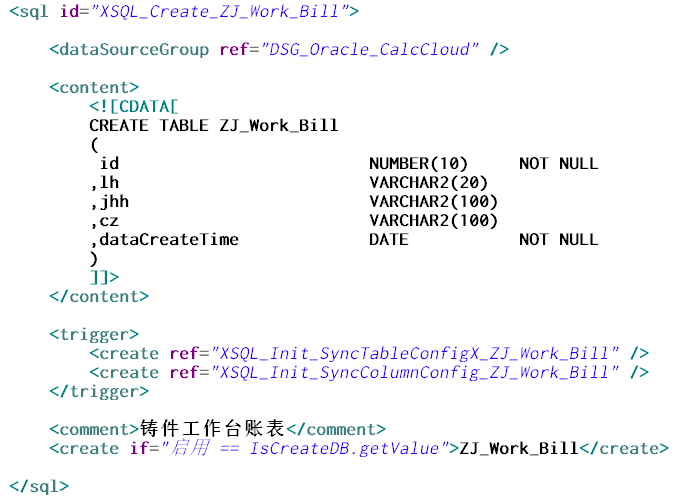 <sql id="XSQL_Create_ZJ_Work_Bill">
<dataSourceGroup ref="DSG_Oracle_CalcCloud" />
<content>
<![CDATA[
CREATE TABLE ZJ_Work_Bill
(
id NUMBER(10) NOT NULL
,lh VARCHAR2(20)
,jhh VARCHAR2(100)
,cz VARCHAR2(100)
,dataCreateTime DATE NOT NULL
)
]]>
</content>
<trigger>
<create ref="XSQL_Init_SyncTableConfigX_ZJ_Work_Bill" />
<create ref="XSQL_Init_SyncColumnConfig_ZJ_Work_Bill" />
</trigger>
<comment>铸件工作台账表</comment>
<create if="启用 == IsCreateDB.getValue">ZJ_Work_Bill</create>
</sql>